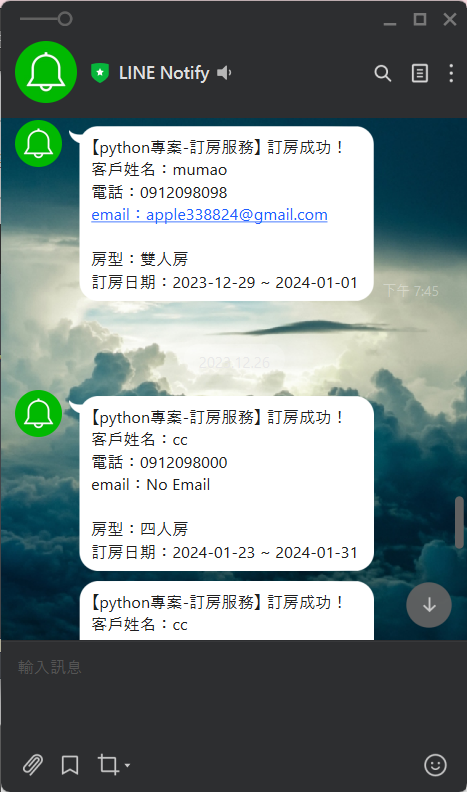 LINE Notify
【python專案-訂房服務】訂房成功！
客戶姓名：mumao
電話：0912098098
email：apple338824@gmail.com
房型：雙人房
訂房日期：2023-12-29 ~ 2024-01-01
下午 7:45
2023.12.26
【python專案-訂房服務】訂房成功！
客戶姓名：cc
電話：0912098000
email：No Email
房型：四人房
訂房日期：2024-01-23 ~ 2024-01-31
【python專案-訂房服務】訂房成功！
客戶姓名：cc
輸入訊息